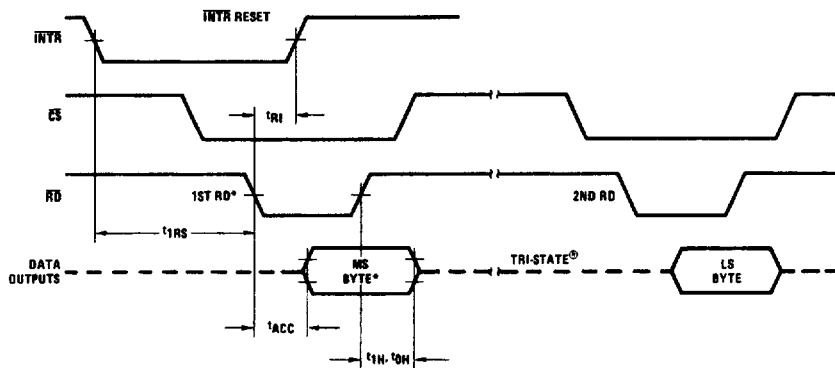 INTR RESET
INTR
tRI
CS
1ST RD*
2ND RD
RD
t1RS
DATA
OUTPUTS
MS
BYTE*
TRI-STATE®
LS
BYTE
tACC
t1H, t0H